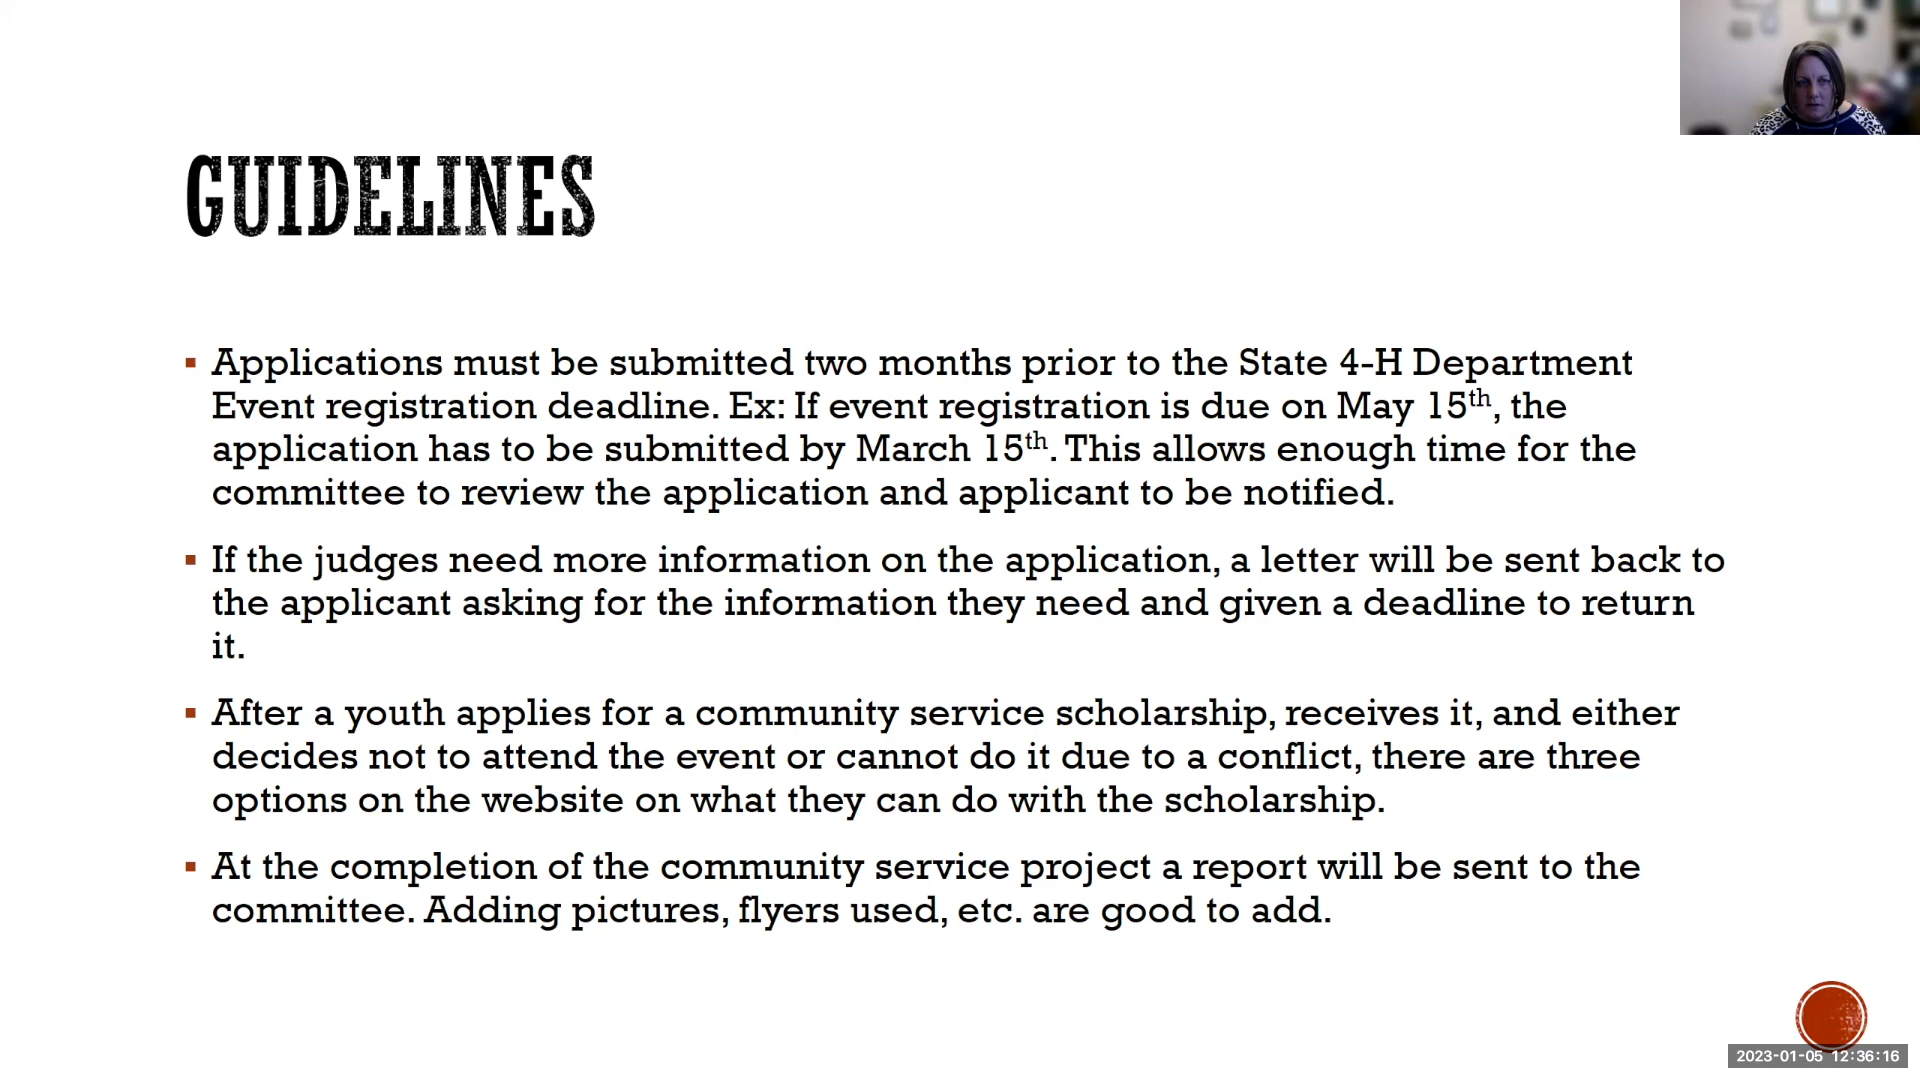 GUIDELINES
▪ Applications must be submitted two months prior to the State 4-H Department
Event registration deadline. Ex: If event registration is due on May 15th, the
application has to be submitted by March 15th. This allows enough time for the
committee to review the application and applicant to be notified.
▪ If the judges need more information on the application, a letter will be sent back to
the applicant asking for the information they need and given a deadline to return
it.
▪ After a youth applies for a community service scholarship, receives it, and either
decides not to attend the event or cannot do it due to a conflict, there are three
options on the website on what they can do with the scholarship.
▪ At the completion of the community service project a report will be sent to the
committee. Adding pictures, flyers used, etc. are good to add.
2023-01-05 12:36:16